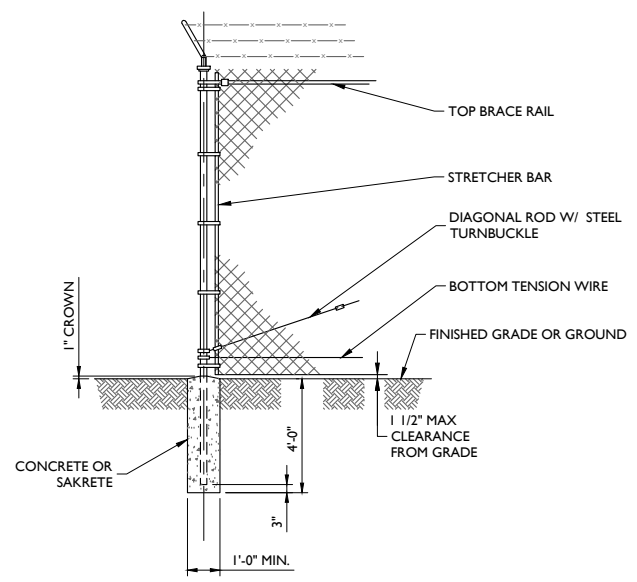 TOP BRACE RAIL
STRETCHER BAR
DIAGONAL ROD W/ STEEL
TURNBUCKLE
BOTTOM TENSION WIRE
1" CROWN
FINISHED GRADE OR GROUND
1 1/2" MAX
CLEARANCE
FROM GRADE
4'-0"
CONCRETE OR
SAKRETE
3"
1'-0" MIN.